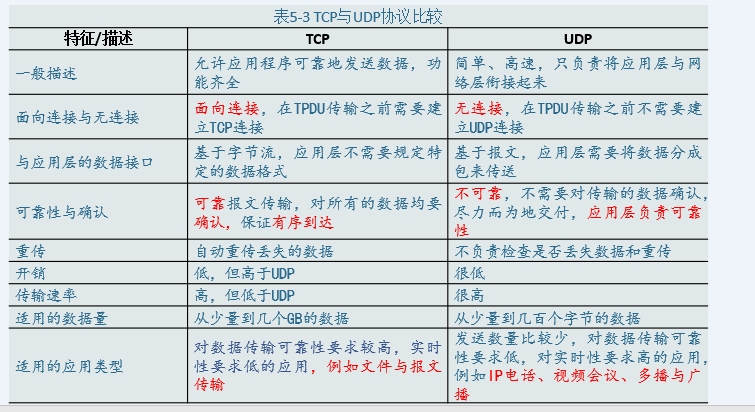 表5-3 TCP与UDP协议比较
特征/描述 TCP UDP
一般描述
允许应用程序可靠地发送数据，功
能齐全
简单、高速，只负责将应用层与网
络层衔接起来
面向连接与无连接
面向连接，在TPDU传输之前需要建
立TCP连接
无连接，在TPDU传输之前不需要建
立UDP连接
与应用层的数据接口
基于字节流，应用层不需要规定特
定的数据格式
基于报文，应用层需要将数据分成
包来传送
可靠性与确认
可靠报文传输，对所有的数据均要
确认，保证有序到达
不可靠，不需要对传输的数据确认，
尽力而为地交付，应用层负责可靠
性
重传 自动重传丢失的数据 不负责检查是否丢失数据和重传
开销 低，但高于UDP 很低
传输速率 高，但低于UDP 很高
适用的数据量 从少量到几个GB的数据 从少量到几百个字节的数据
适用的应用类型
对数据传输可靠性要求较高，实时
性要求低的应用，例如文件与报文
传输
发送数量比较少，对数据传输可靠
性要求低，对实时性要求高的应用，
例如IP电话、视频会议、多播与广
播